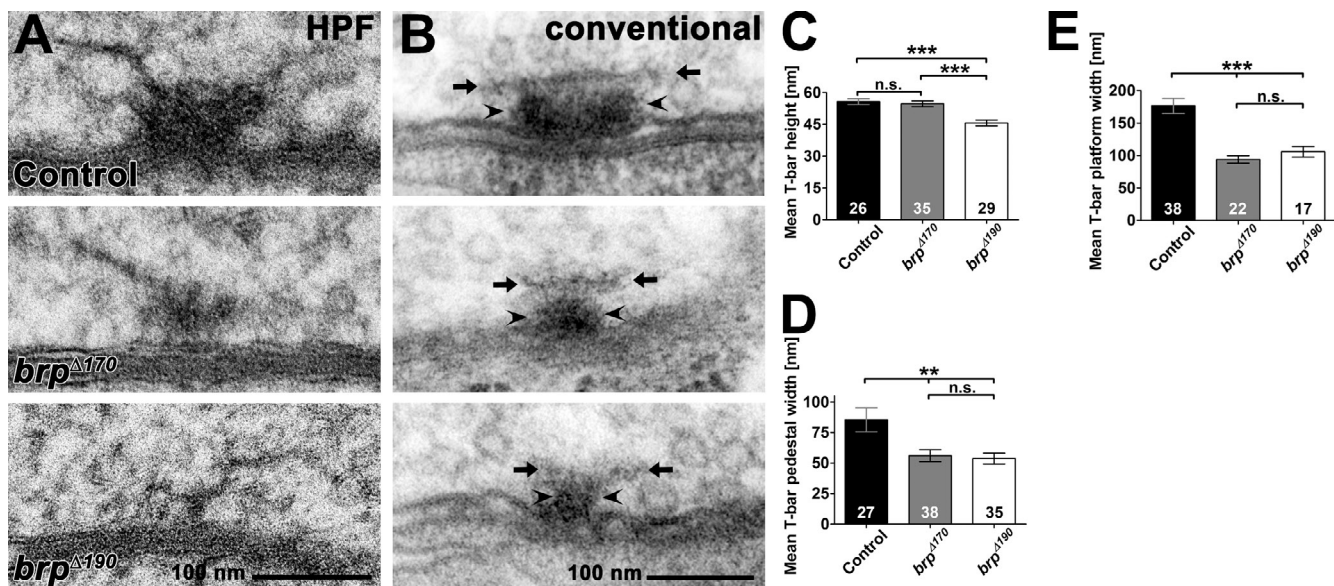 A
HPF
Control
brpΔ170
brpΔ190
100 nm
B
conventional
100 nm
C
Mean T-bar height [nm]
60
45
30
15
0
***
***
n.s.
26
35
29
Control
brpΔ170
brpΔ190
D
Mean T-bar pedestal width [nm]
100
75
50
25
0
**
n.s.
27
38
35
Control
brpΔ170
brpΔ190
E
Mean T-bar platform width [nm]
200
150
100
50
0
***
n.s.
38
22
17
Control
brpΔ170
brpΔ190